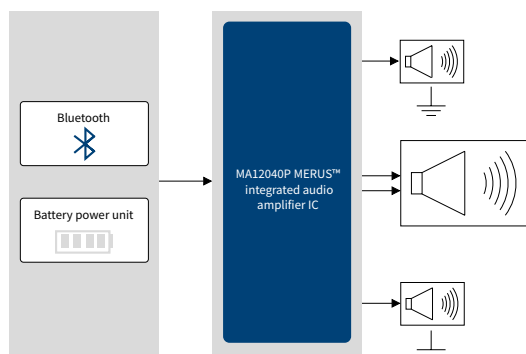 Bluetooth
Battery power unit
MA12040P MERUS™
integrated audio
amplifier IC